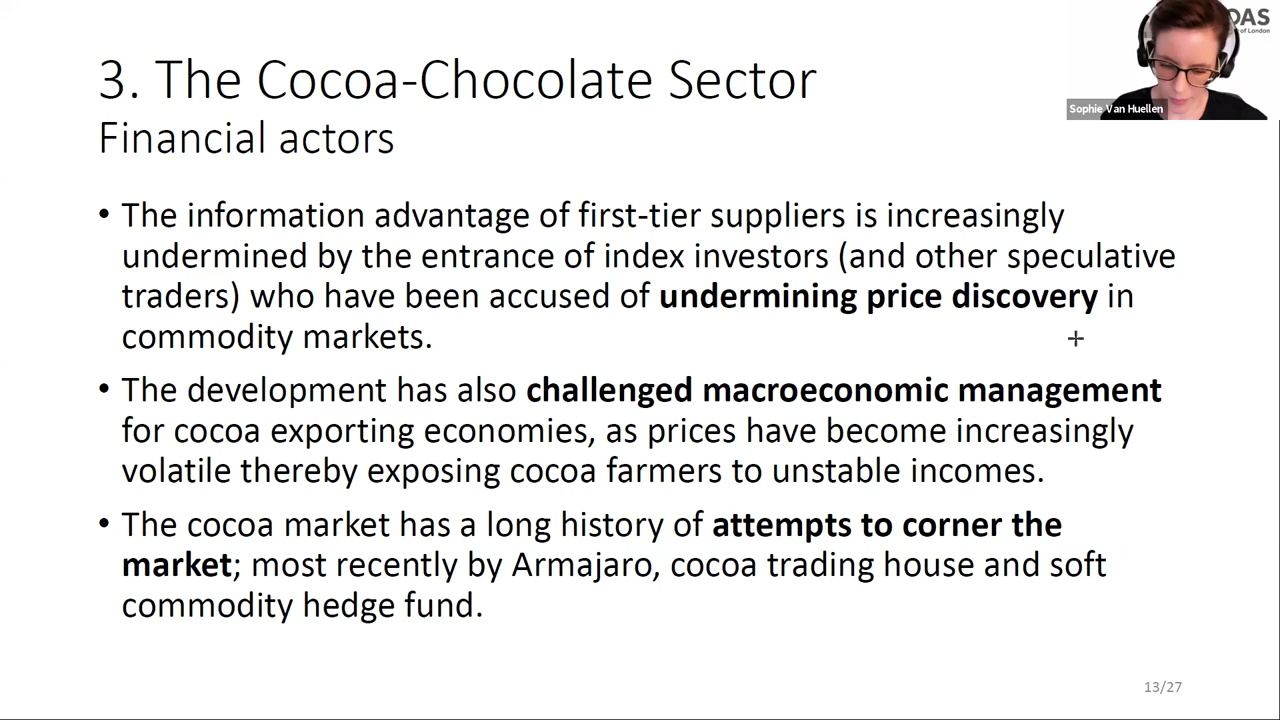 3. The Cocoa-Chocolate Sector
Financial actors
OAS
of London
Sophie Van Huellen
• The information advantage of first-tier suppliers is increasingly
undermined by the entrance of index investors (and other speculative
traders) who have been accused of undermining price discovery in
commodity markets.
• The development has also challenged macroeconomic management
for cocoa exporting economies, as prices have become increasingly
volatile thereby exposing cocoa farmers to unstable incomes.
• The cocoa market has a long history of attempts to corner the
market; most recently by Armajaro, cocoa trading house and soft
commodity hedge fund.
13/27